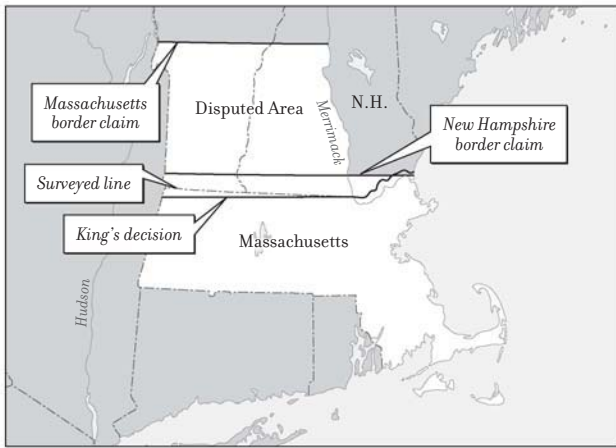 Massachusetts
border claim
Disputed Area
Merrimack
N.H.
New Hampshire
border claim
Surveyed line
King's decision
Massachusetts
Hudson